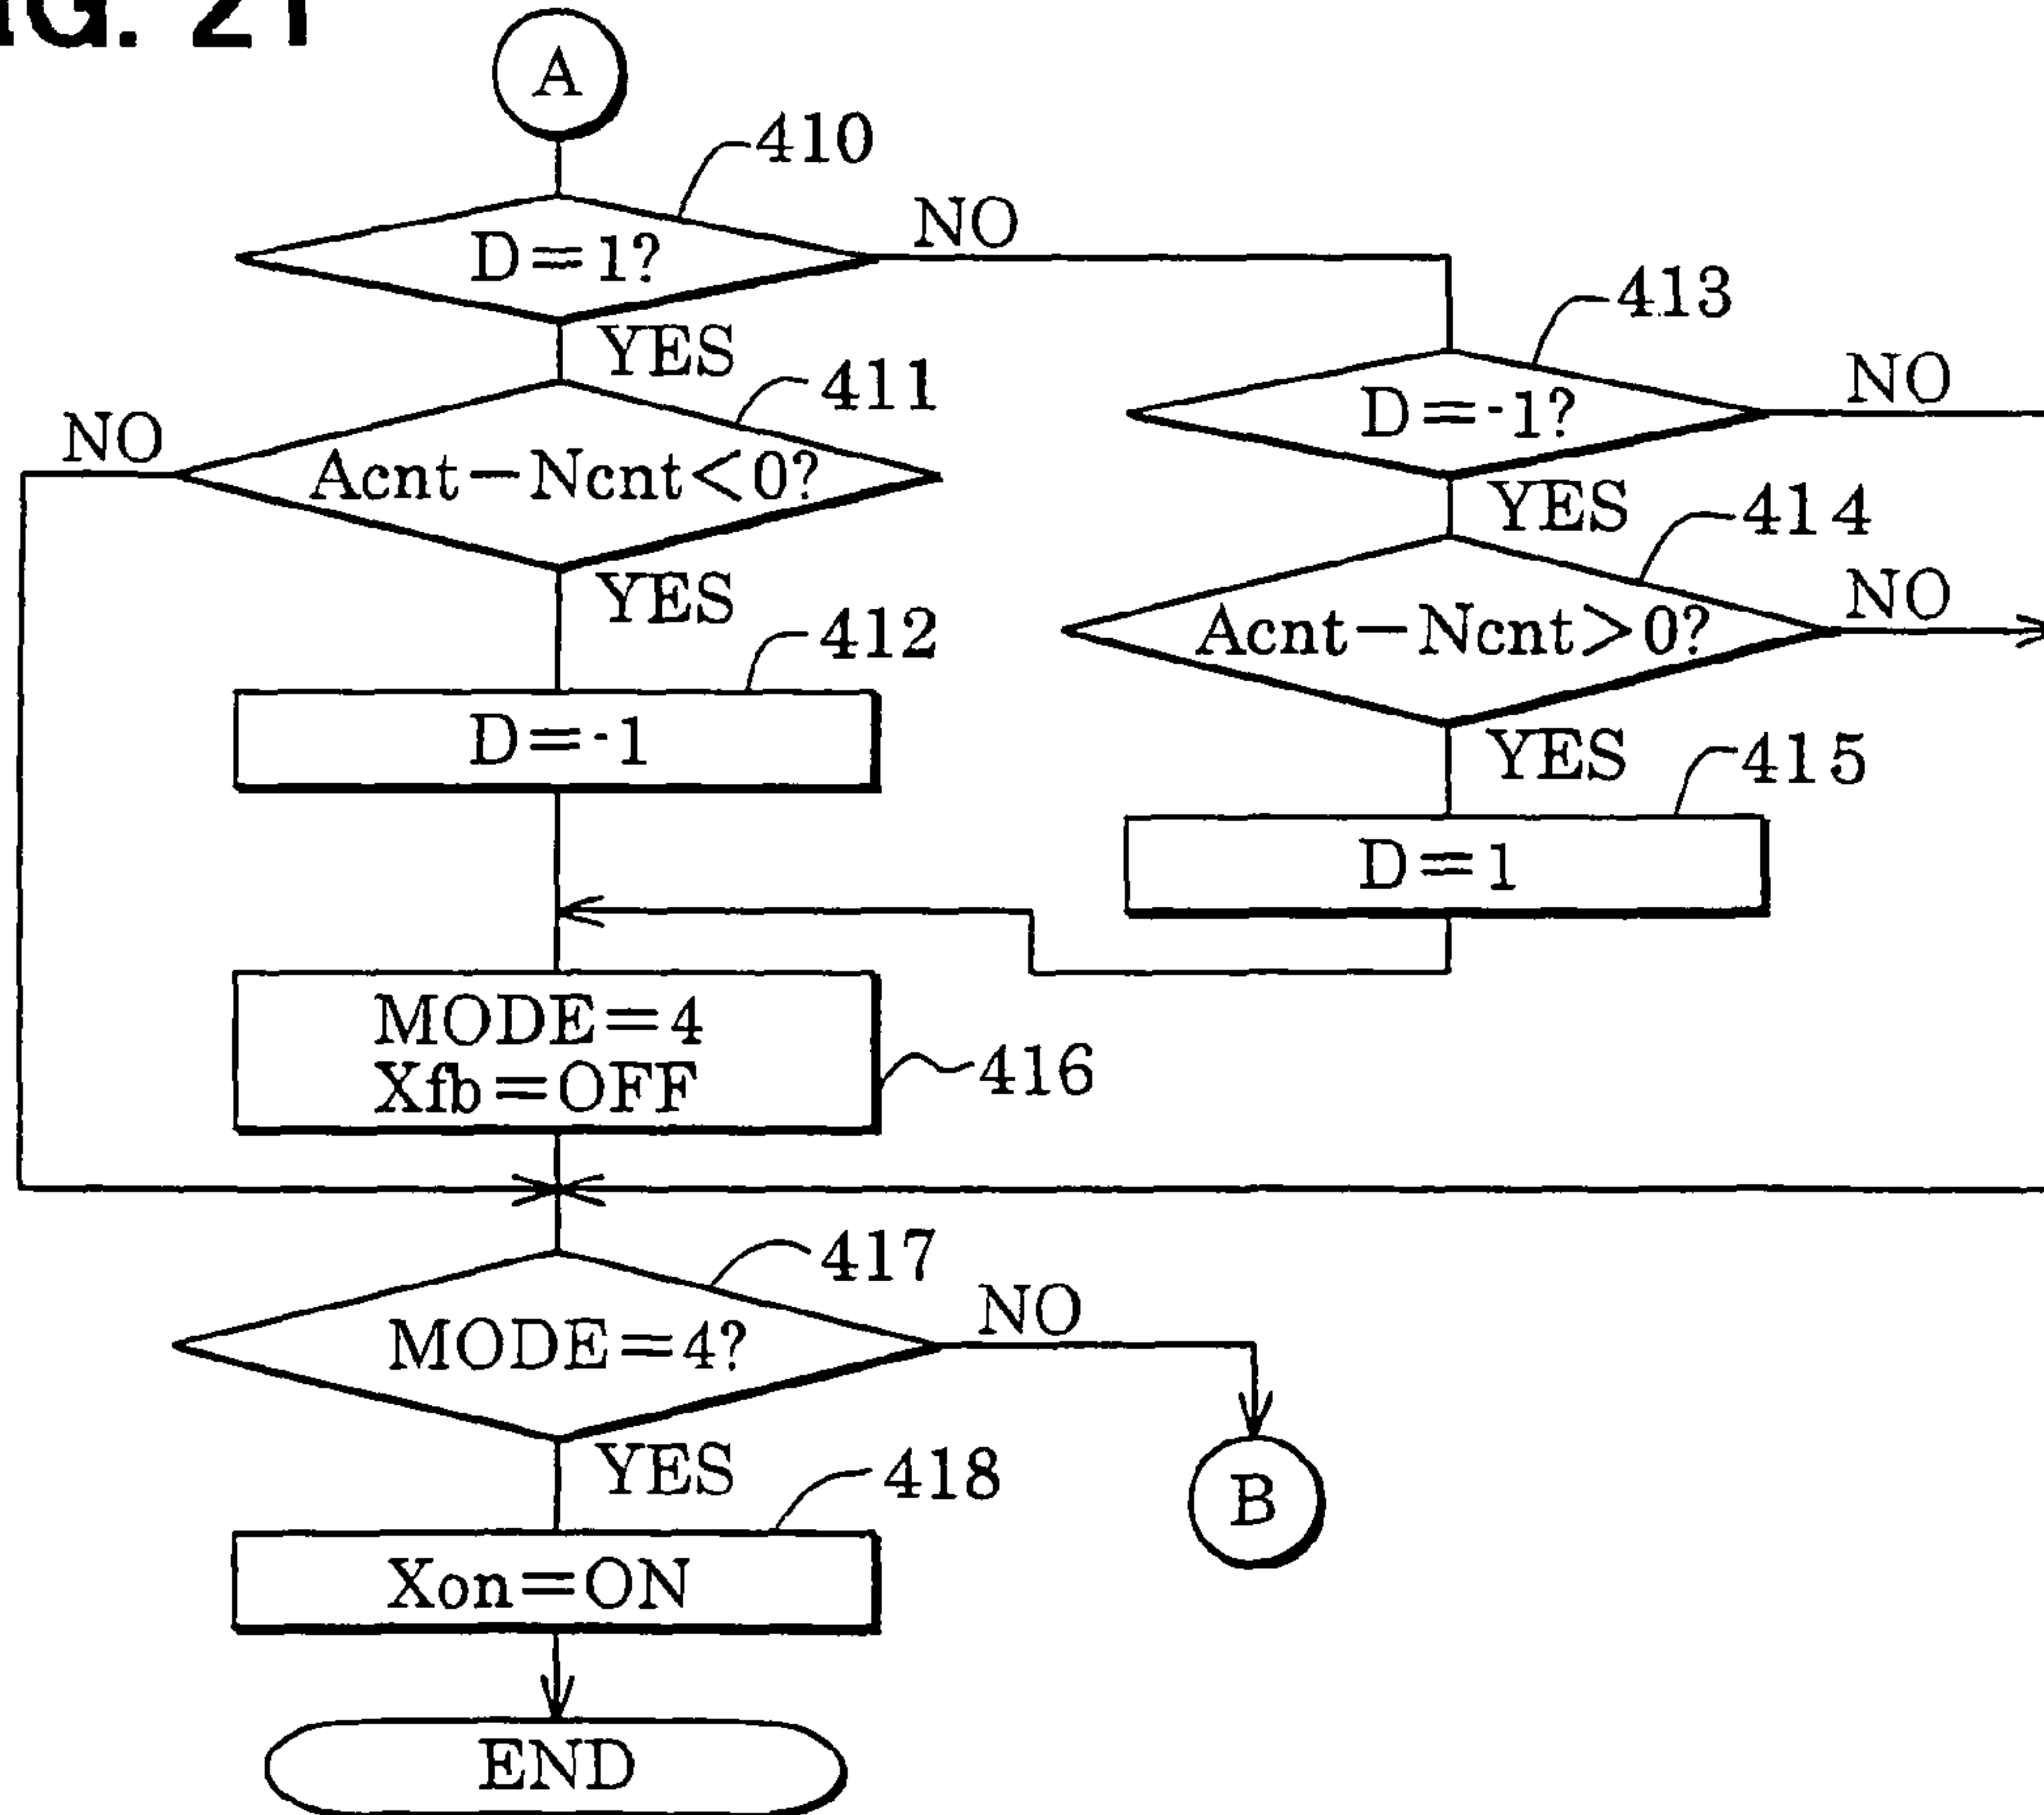 G. 21
A
410
D=1?
NO
YES
411
NO
Acnt-Ncnt<0?
YES
412
D=-1
413
D=-1?
NO
YES
414
Acnt-Ncnt>0?
NO
YES
415
D=1
MODE=4
Xfb=OFF
416
417
MODE=4?
NO
B
YES
418
Xon=ON
END